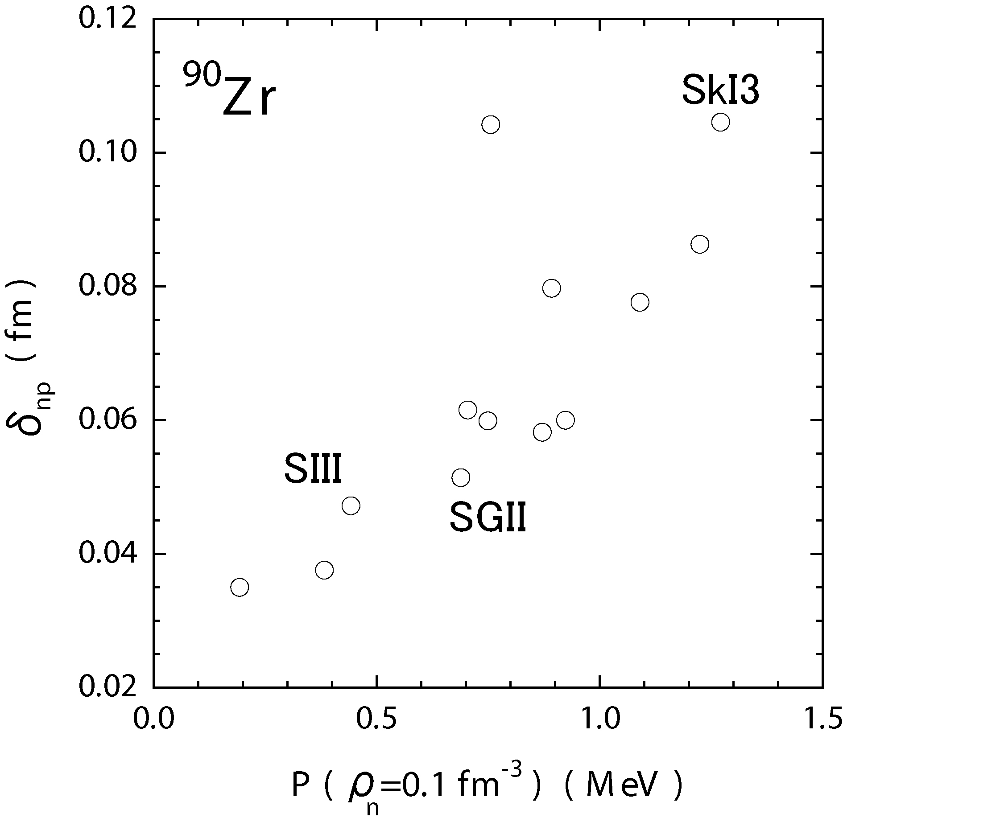 0.12
⁹⁰Zr
SkI3
0.10
0.08
0.06
SIII
SGII
0.04
0.02
0.0 0.5 1.0 1.5
δnp (fm)
P ( ρn=0.1 fm⁻³) ( MeV )